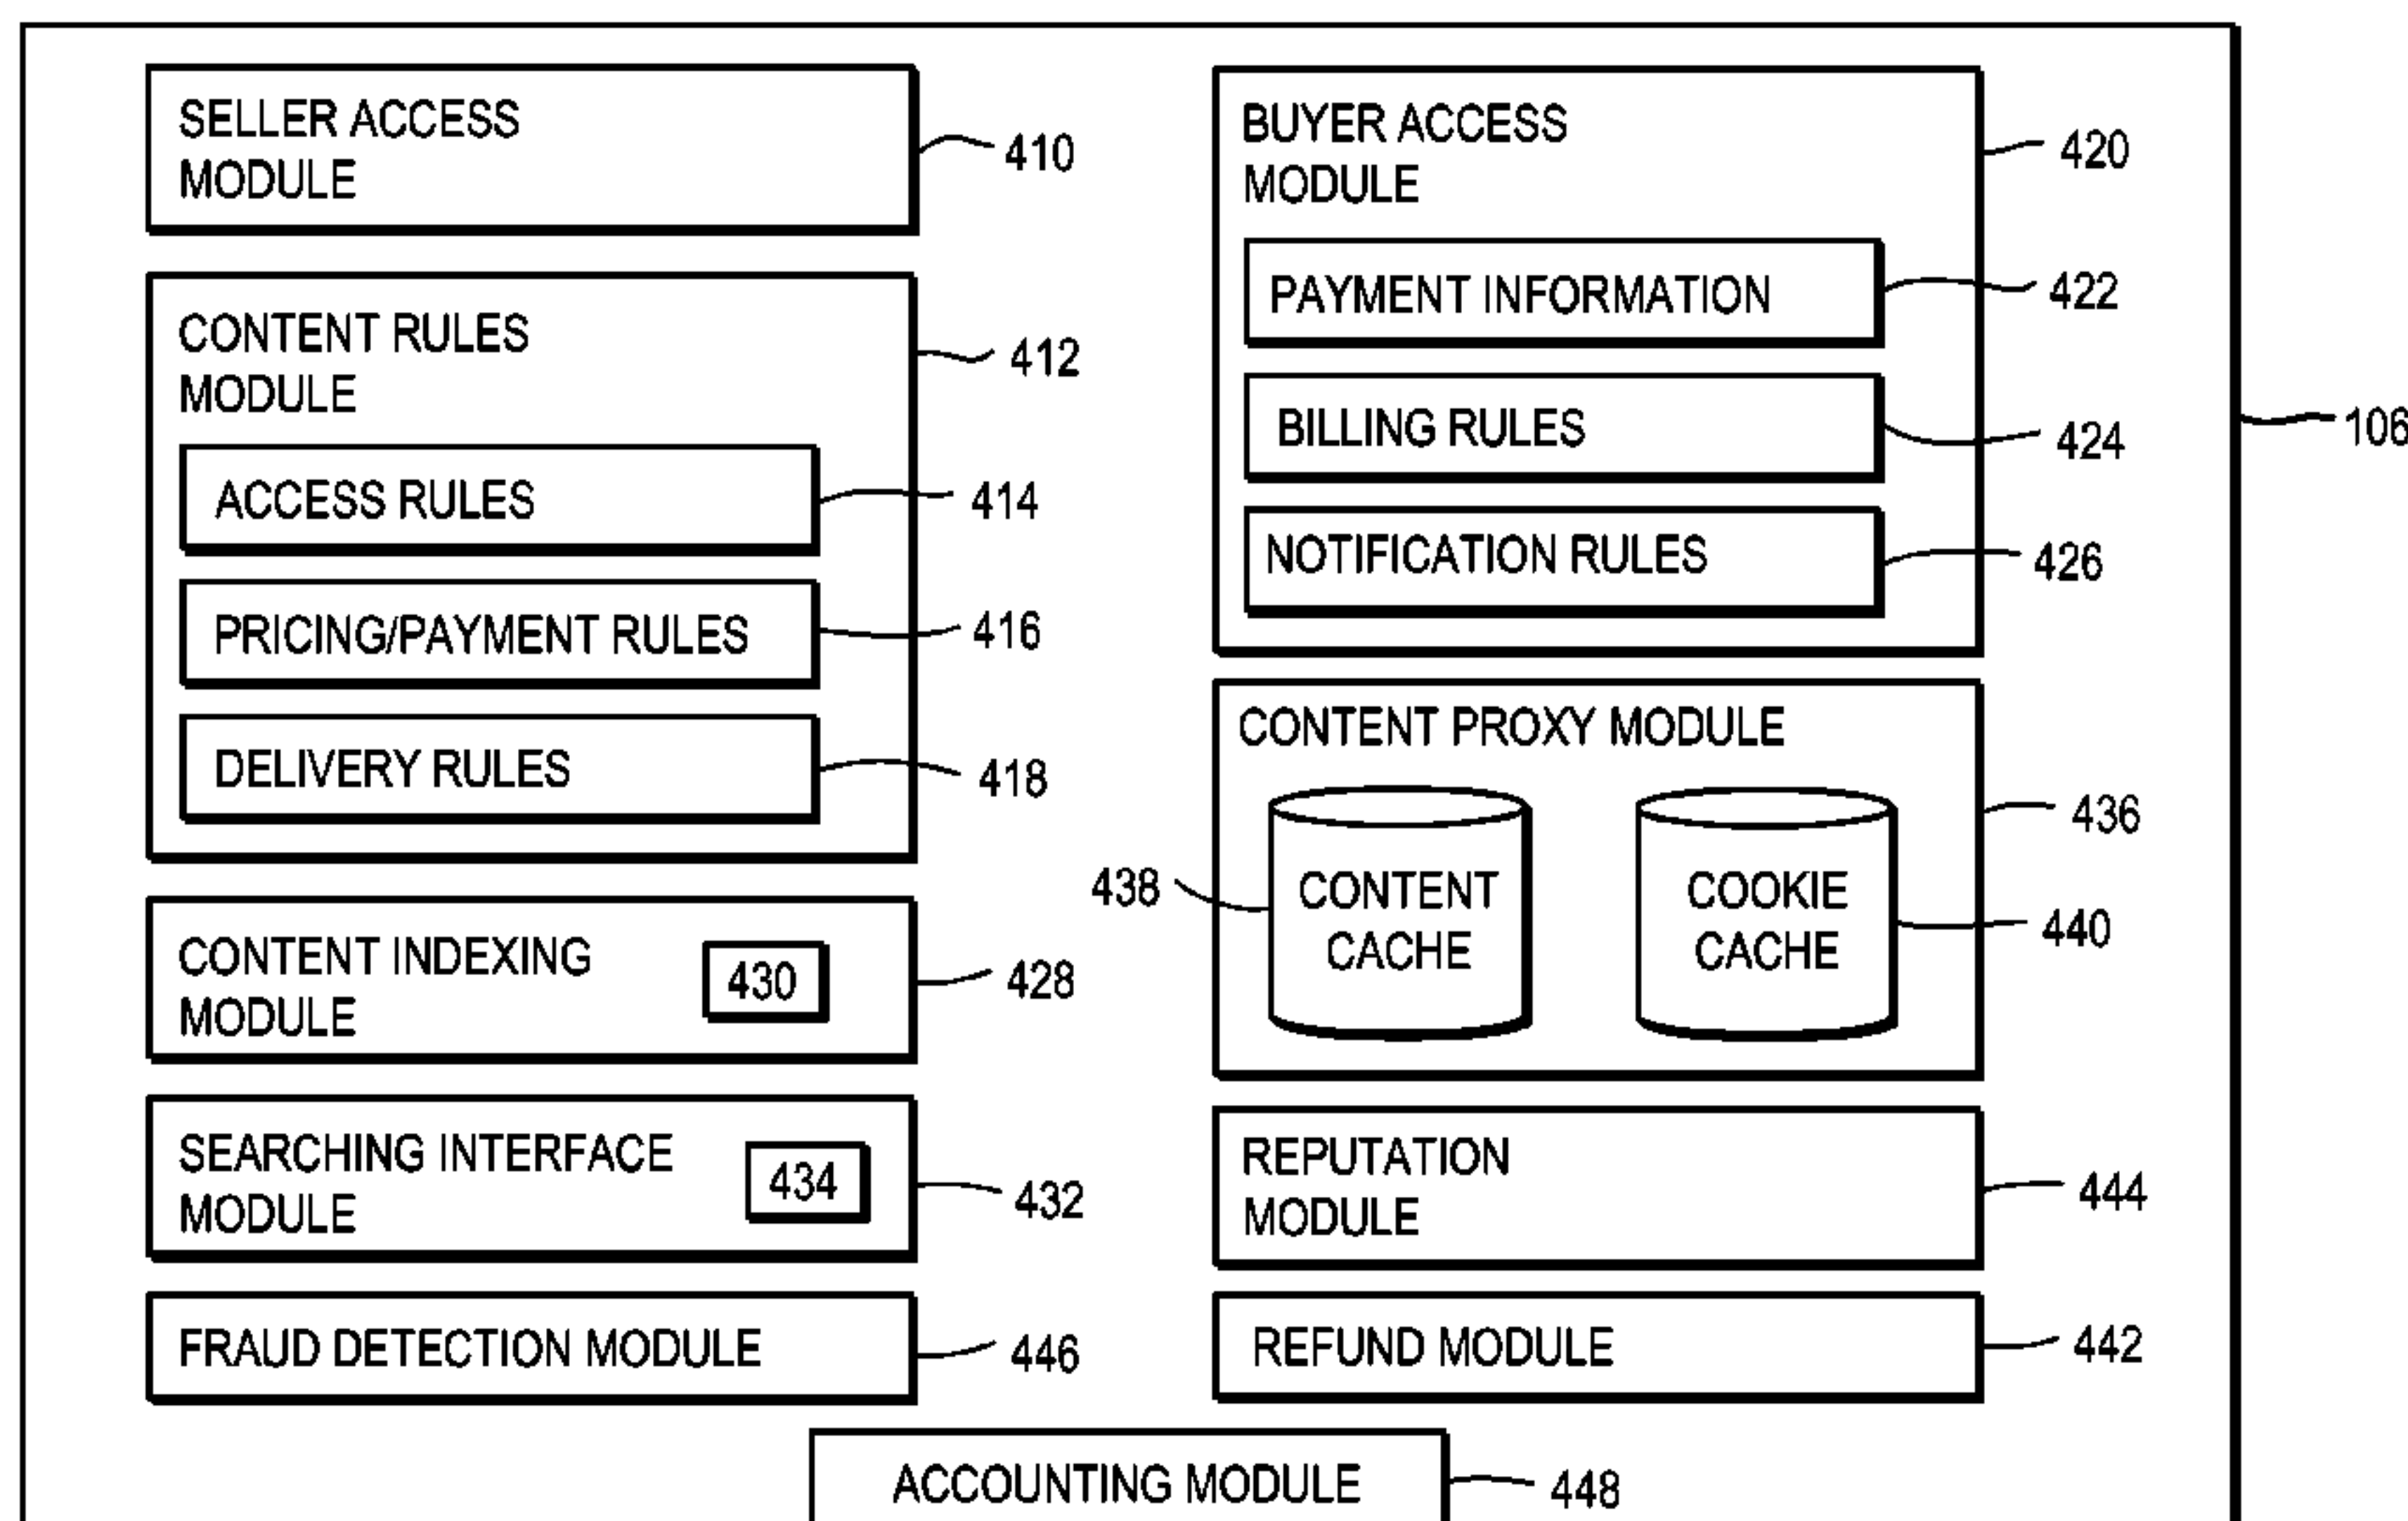 SELLER ACCESS
MODULE
410
CONTENT RULES
MODULE
412
ACCESS RULES
414
PRICING/PAYMENT RULES
416
DELIVERY RULES
418
CONTENT INDEXING
MODULE
430
428
SEARCHING INTERFACE
MODULE
434
432
FRAUD DETECTION MODULE
446
BUYER ACCESS
MODULE
420
PAYMENT INFORMATION
422
BILLING RULES
424
NOTIFICATION RULES
426
106
CONTENT PROXY MODULE
436
438
CONTENT
CACHE
COOKIE
CACHE
440
REPUTATION
MODULE
444
REFUND MODULE
442
ACCOUNTING MODULE
448